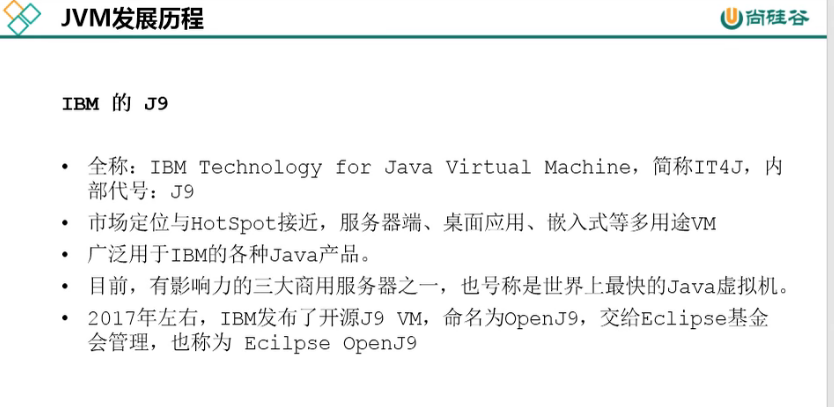 JVM发展历程
尚硅谷
IBM 的 J9
• 全称：IBM Technology for Java Virtual Machine，简称IT4J，内
部代号：J9
• 市场定位与HotSpot接近，服务器端、桌面应用、嵌入式等多用途VM
• 广泛用于IBM的各种Java产品。
• 目前，有影响力的三大商用服务器之一，也号称是世界上最快的Java虚拟机。
• 2017年左右，IBM发布了开源J9 VM，命名为OpenJ9，交给Eclipse基金
会管理，也称为 Ecilpse OpenJ9